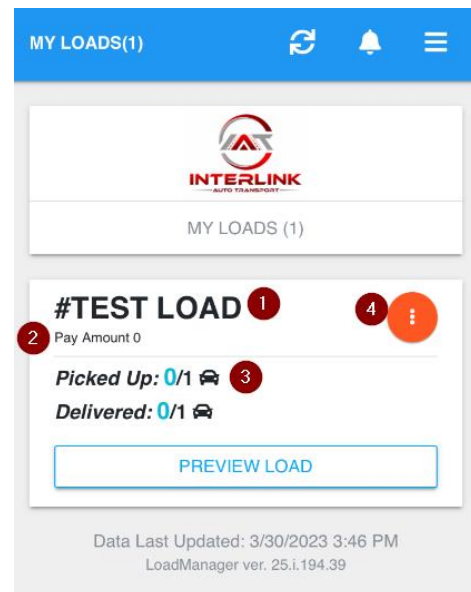 MY LOADS(1)
INTERLINK
AUTO TRANSPORT
MY LOADS (1)
#TEST LOAD 1
4
2 Pay Amount 0
Picked Up: 0/1 3
Delivered: 0/1
PREVIEW LOAD
Data Last Updated: 3/30/2023 3:46 PM
LoadManager ver. 25.i.194.39